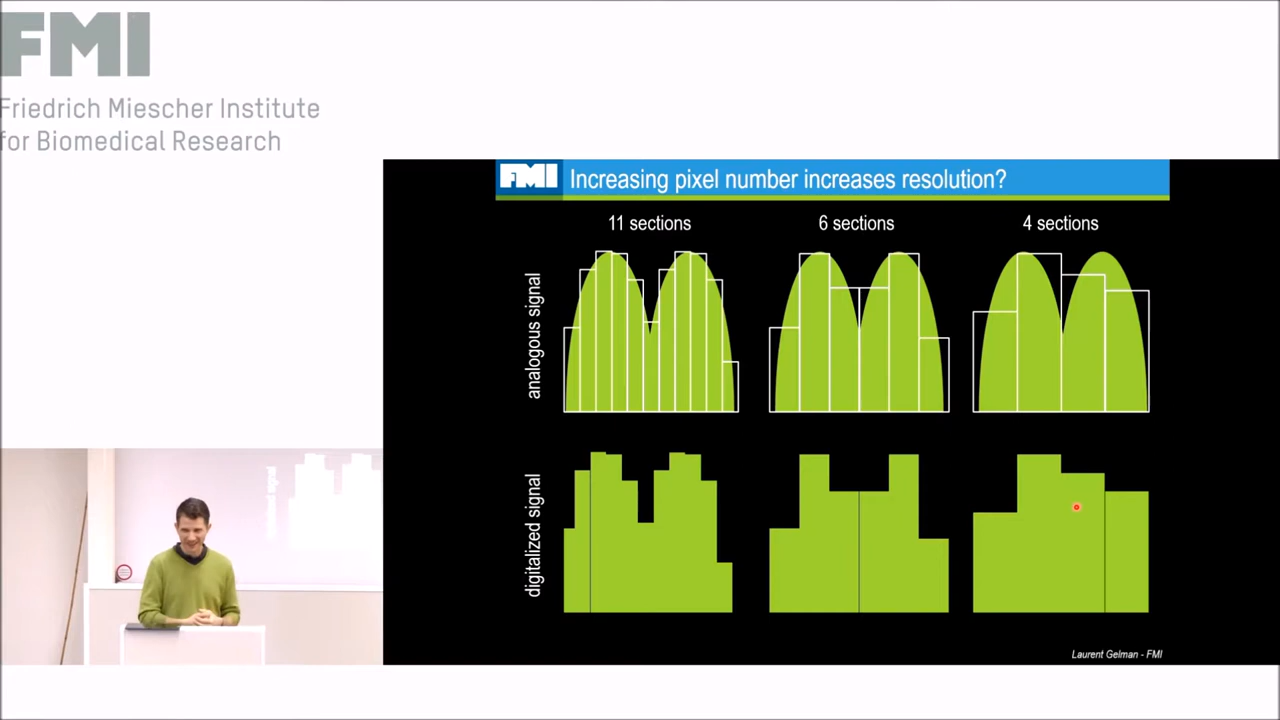 FMI
Friedrich Miescher Institute
for Biomedical Research
FMI Increasing pixel number increases resolution?
11 sections
6 sections
4 sections
analogous signal
digitalized signal
Laurent Gelman - FMI